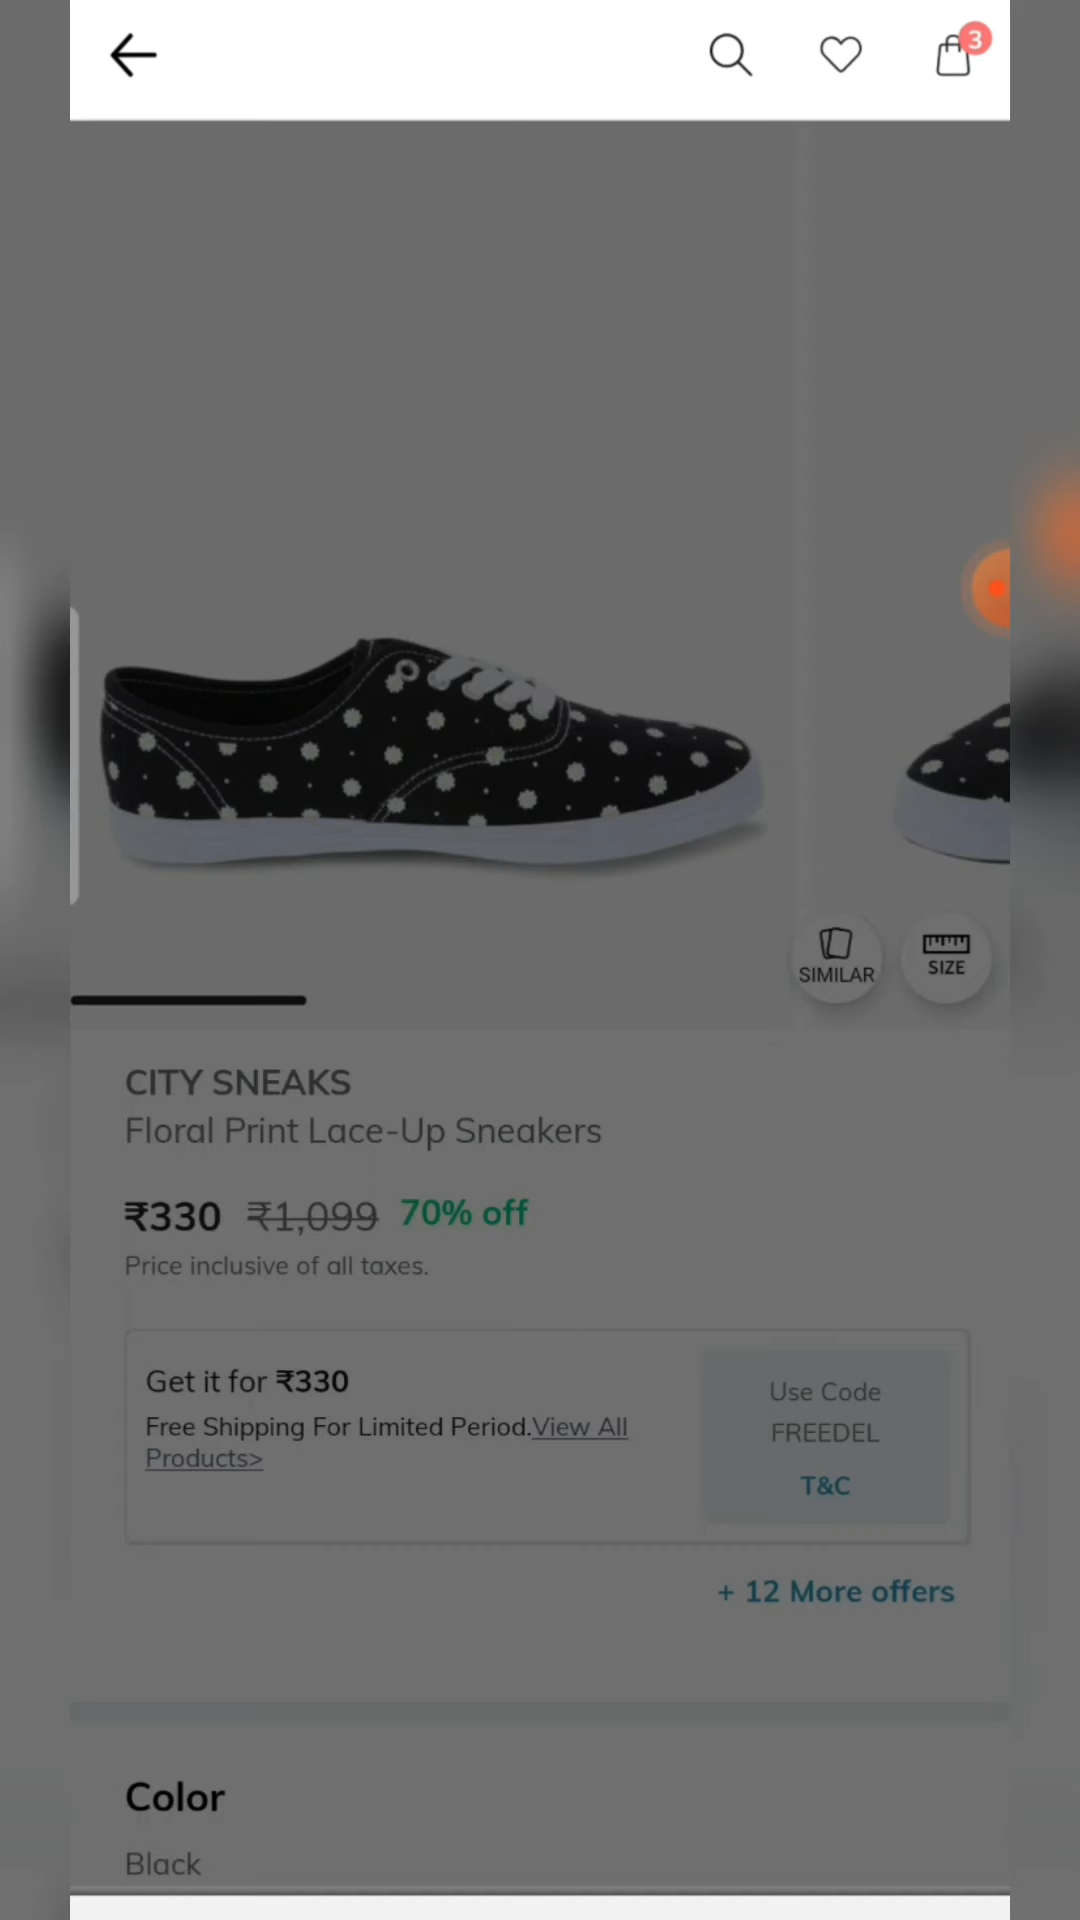 3
SIMILAR
SIZE
CITY SNEAKS
Floral Print Lace-Up Sneakers
₹330 ₹1,099 70% off
Price inclusive of all taxes.
Get it for ₹330
Free Shipping For Limited Period.View All
Products>
Use Code
FREEDEL
T&C
+ 12 More offers
Color
Black